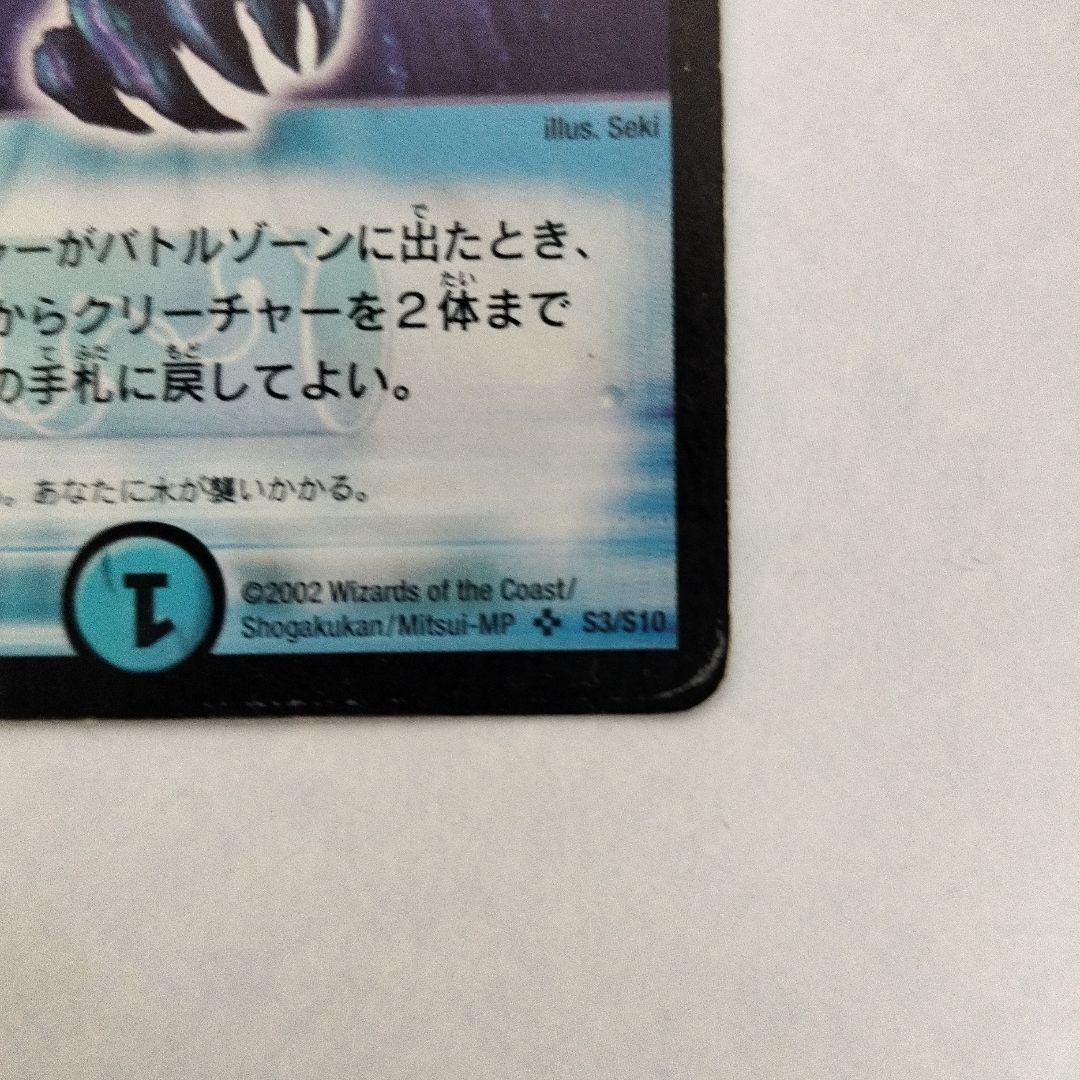 illus. Seki
ャーがバトルゾーンに出たとき、
からクリーチャーを2体まで
の手札に戻してよい。
。あなたに水が襲いかかる。
1
©2002 Wizards of the Coast/
Shogakukan/Mitsui-MP S3/S10